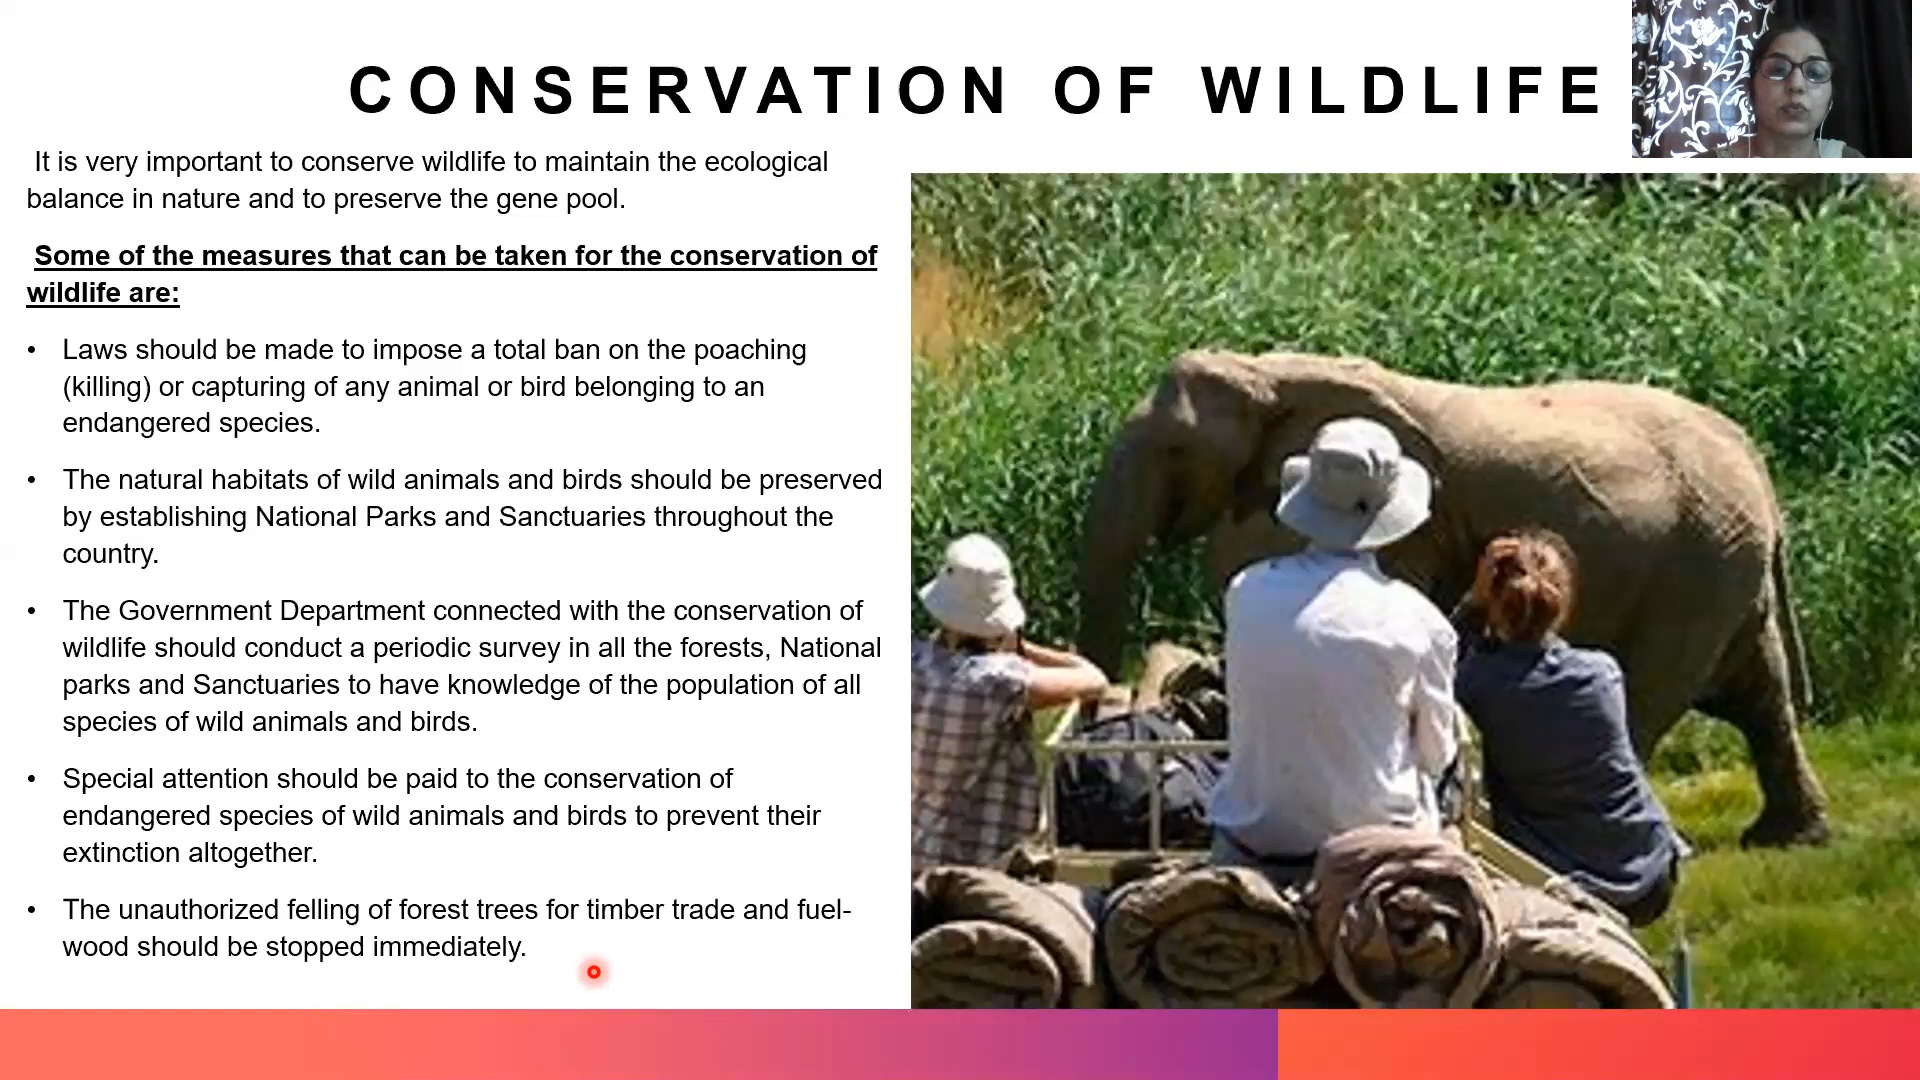 CONSERVATION OF WILDLIFE
It is very important to conserve wildlife to maintain the ecological
balance in nature and to preserve the gene pool.
Some of the measures that can be taken for the conservation of
wildlife are:
• Laws should be made to impose a total ban on the poaching
(killing) or capturing of any animal or bird belonging to an
endangered species.
• The natural habitats of wild animals and birds should be preserved
by establishing National Parks and Sanctuaries throughout the
country.
• The Government Department connected with the conservation of
wildlife should conduct a periodic survey in all the forests, National
parks and Sanctuaries to have knowledge of the population of all
species of wild animals and birds.
• Special attention should be paid to the conservation of
endangered species of wild animals and birds to prevent their
extinction altogether.
• The unauthorized felling of forest trees for timber trade and fuel-
wood should be stopped immediately.